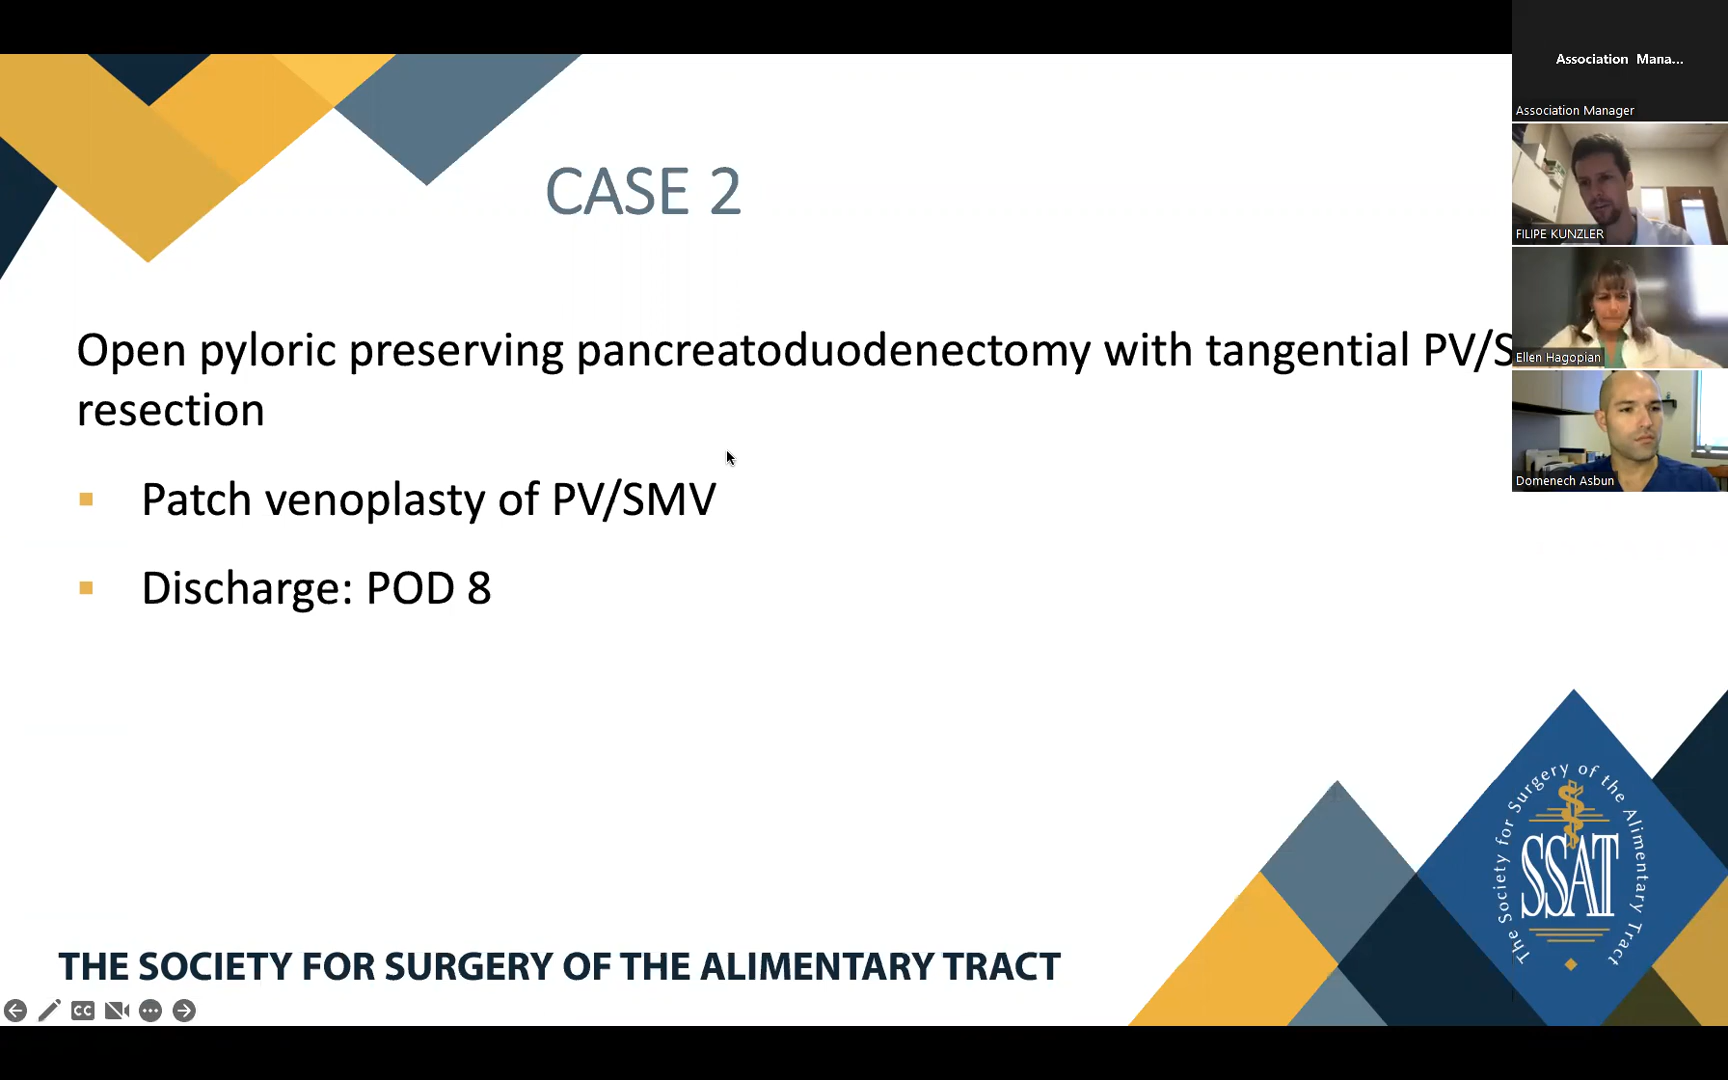 Association Mana...
Association Manager
FILIPE KUNZLER
Ellen Hagopian
Domenech Asbun
CASE 2
Open pyloric preserving pancreatoduodenectomy with tangential PV/S
resection
Patch venoplasty of PV/SMV
Discharge: POD 8
The Society for Surgery of the Alimentary Tract
SSAT
THE SOCIETY FOR SURGERY OF THE ALIMENTARY TRACT
CC